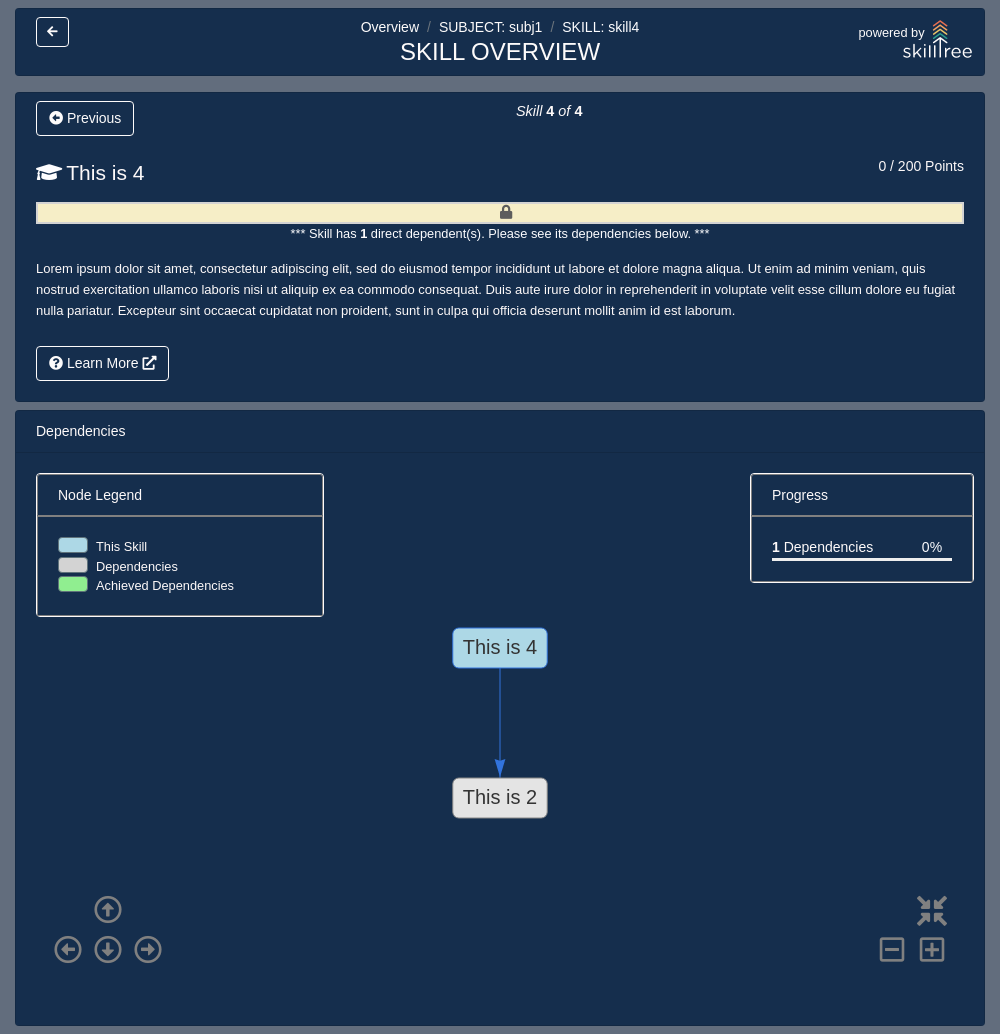 Overview / SUBJECT: subj1 / SKILL: skill4
SKILL OVERVIEW
powered by
skilltree
Previous
Skill 4 of 4
This is 4
0 / 200 Points
*** Skill has 1 direct dependent(s). Please see its dependencies below. ***
Lorem ipsum dolor sit amet, consectetur adipiscing elit, sed do eiusmod tempor incididunt ut labore et dolore magna aliqua. Ut enim ad minim veniam, quis
nostrud exercitation ullamco laboris nisi ut aliquip ex ea commodo consequat. Duis aute irure dolor in reprehenderit in voluptate velit esse cillum dolore eu fugiat
nulla pariatur. Excepteur sint occaecat cupidatat non proident, sunt in culpa qui officia deserunt mollit anim id est laborum.
Learn More
Dependencies
Node Legend
This Skill
Dependencies
Achieved Dependencies
Progress
1 Dependencies 0%
This is 4
This is 2